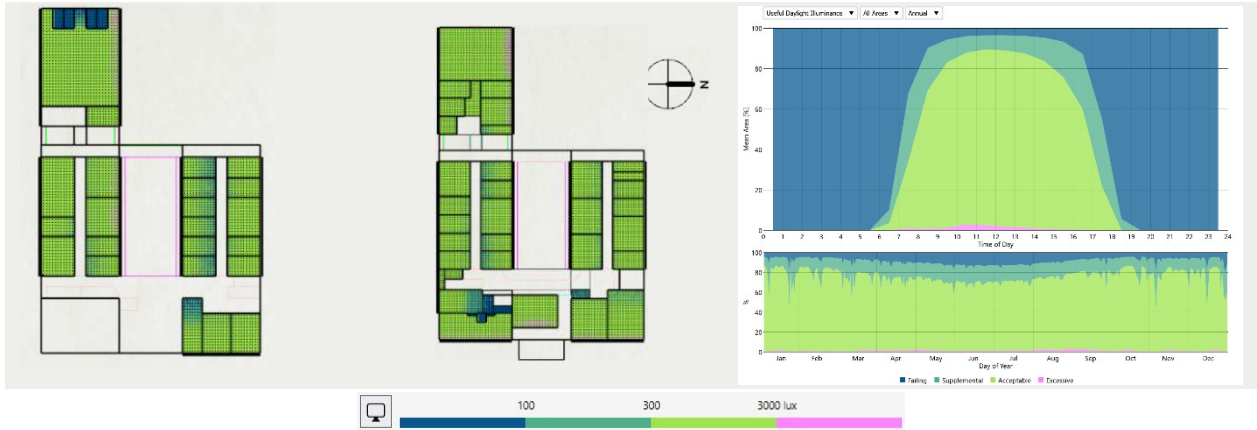 Useful Daylight Illuminance ▼ All Areas ▼ Annual ▼
100
80
60
40
20
0
Mean Area [%]
0 1 2 3 4 5 6 7 8 9 10 11 12 13 14 15 16 17 18 19 20 21 22 23 24
Time of Day
N
100
80
60
40
20
0
%
Jan Feb Mar Apr May Jun Jul Aug Sep Oct Nov Dec
Day of Year
Failing Supplemental Acceptable Excessive
100 300 3000 lux